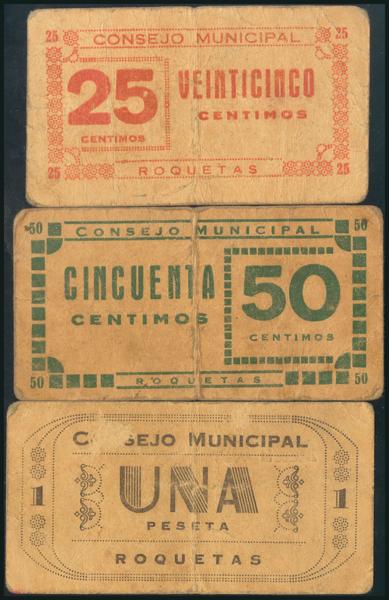 25 CONSEJO MUNICIPAL 25
25 VEINTICINCO
CENTIMOS CENTIMOS
25 ROQUETAS 25
50 CONSEJO MUNICIPAL 50
CINCUENTA 50
CENTIMOS CENTIMOS
50 ROQUETAS 50
CONSEJO MUNICIPAL
1 UNA 1
PESETA
ROQUETAS